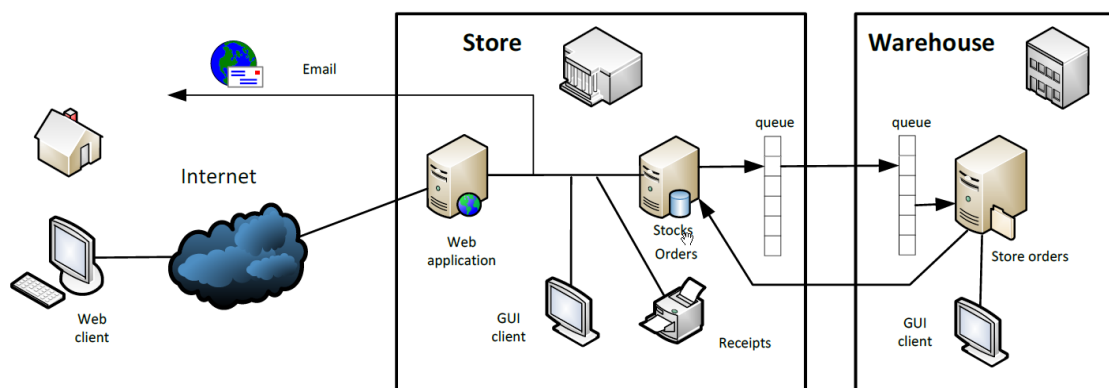 Store
Warehouse
Email
queue
queue
Internet
Web
application
Stocks
Orders
Store orders
Web
client
GUI
client
Receipts
GUI
client